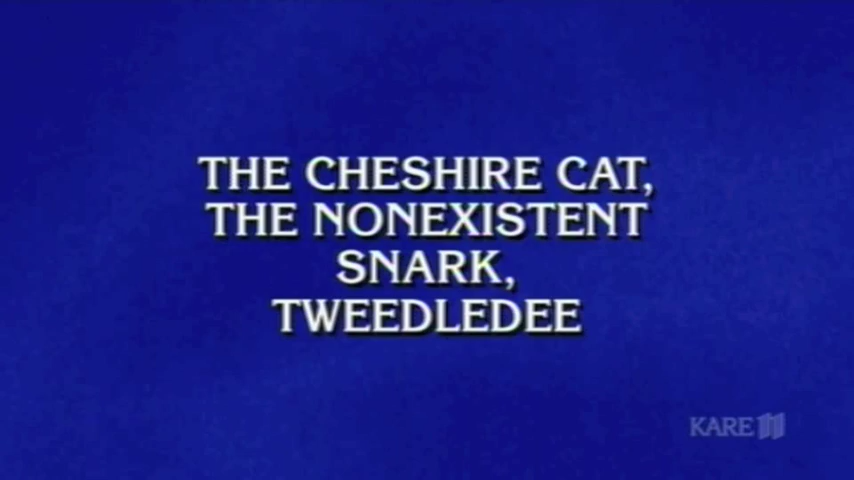 THE CHESHIRE CAT,
THE NONEXISTENT
SNARK,
TWEEDLEDEE
KARE 11